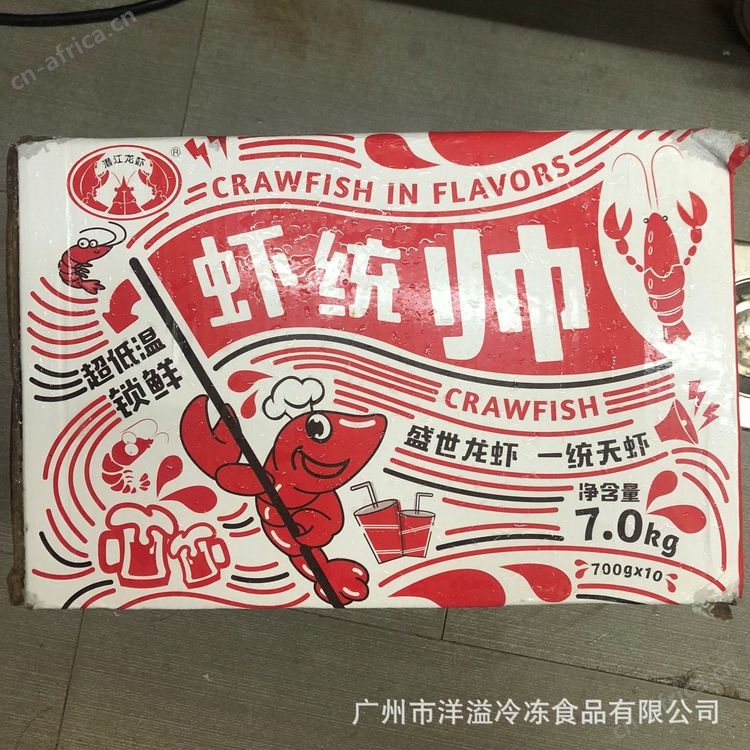 cn-africa.cn
潜江龙虾
®
CRAWFISH IN FLAVORS
虾统帅
超低温
锁鲜
CRAWFISH
盛世龙虾 一统天虾
净含量
7.0kg
700gx10
广州市洋溢冷冻食品有限公司